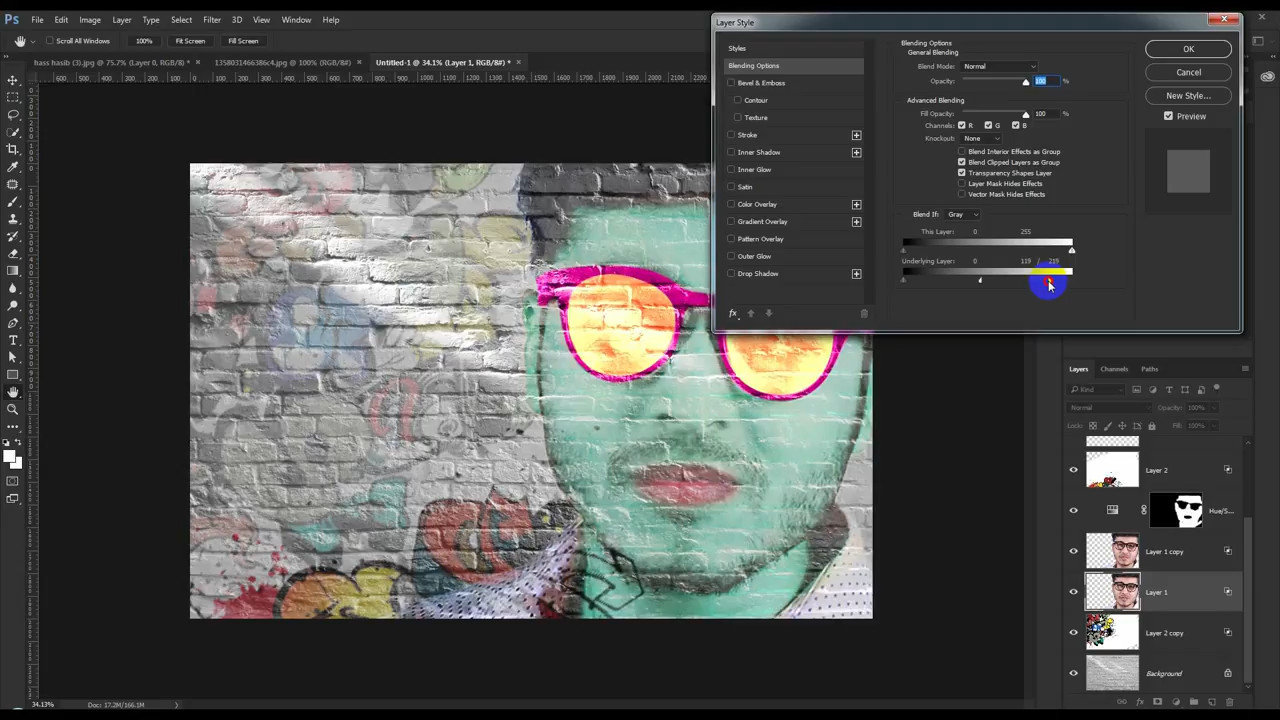 Ps File Edit Image Layer Type Select Filter 3D View Window Help
Scroll All Windows 100% Fit Screen Fill Screen
hass hasib (3).jpg @ 75.7% (Layer 0, RGB/8) * × 1358031466386c4.jpg @ 100% (RGB/8#) × Untitled-1 @ 34.1% (Layer 1, RGB/8#) * ×
Layer Style
Styles
Blending Options
Bevel & Emboss
Contour
Texture
Stroke
Inner Shadow
Inner Glow
Satin
Color Overlay
Gradient Overlay
Pattern Overlay
Outer Glow
Drop Shadow
fx
Blending Options
General Blending
Blend Mode: Normal
Opacity: 100 %
Advanced Blending
Fill Opacity: 100 %
Channels: R G B
Knockout: None
Blend Interior Effects as Group
Blend Clipped Layers as Group
Transparency Shapes Layer
Layer Mask Hides Effects
Vector Mask Hides Effects
Blend If: Gray
This Layer: 0 255
Underlying Layer: 0 119 / 219
OK
Cancel
New Style...
Preview
Layers Channels Paths
Kind
Normal Opacity: 100%
Lock: Fill: 100%
Layer 2
Hue/S...
Layer 1 copy
Layer 1
Layer 2 copy
Background
34.13% Doc: 17.2M/166.1M